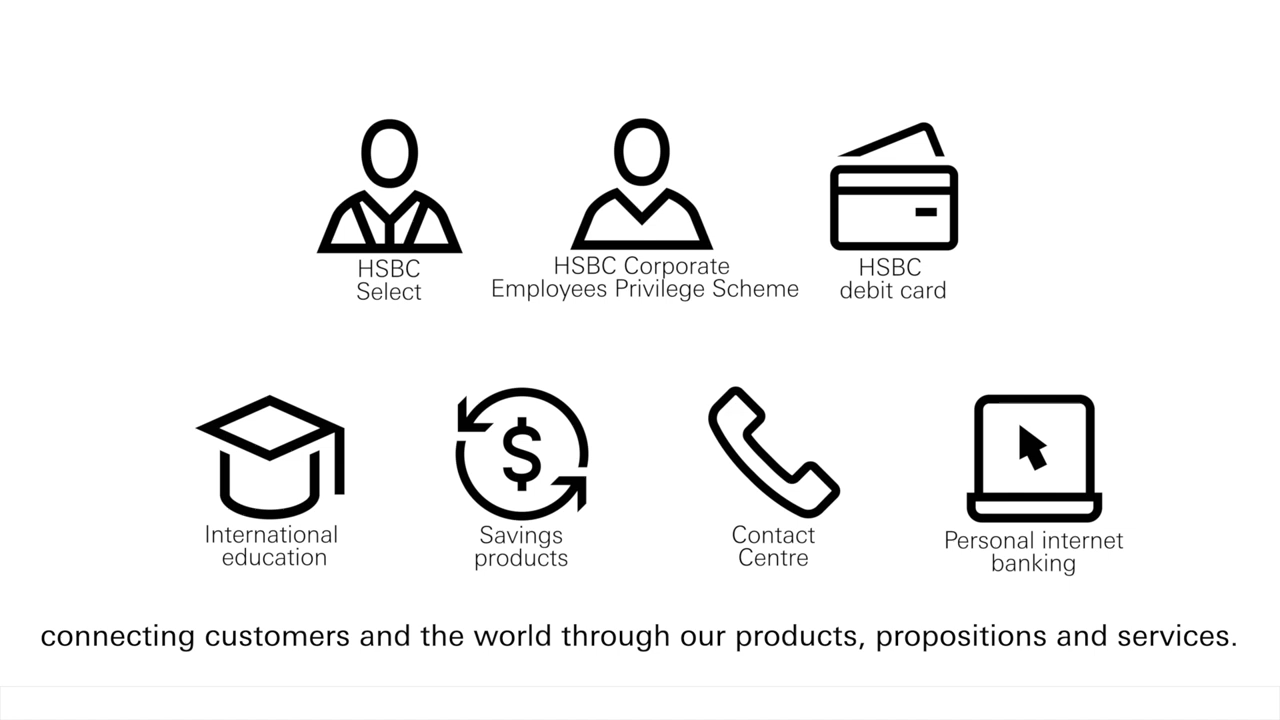 HSBC
Select
HSBC Corporate
Employees Privilege Scheme
HSBC
debit card
International
education
$
Savings
products
Contact
Centre
Personal internet
banking
connecting customers and the world through our products, propositions and services.